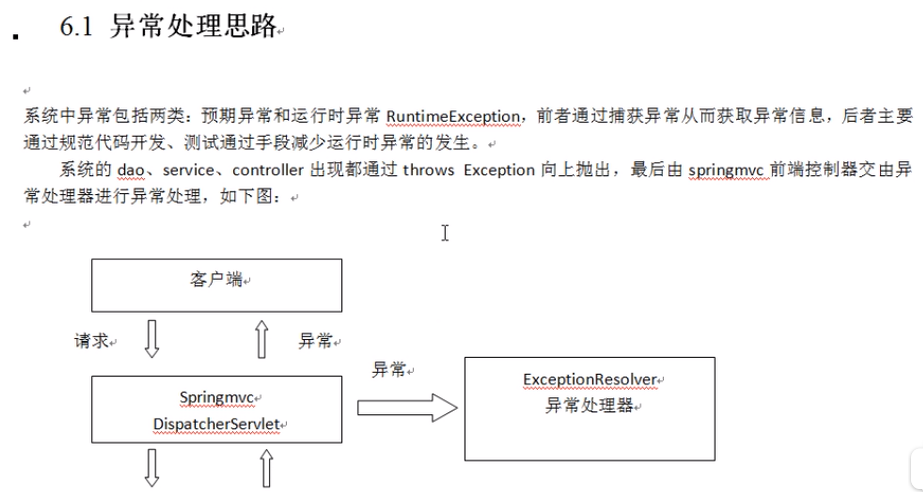 6.1 异常处理思路
系统中异常包括两类：预期异常和运行时异常 RuntimeException，前者通过捕获异常从而获取异常信息，后者主要
通过规范代码开发、测试通过手段减少运行时异常的发生。
系统的 dao、service、controller 出现都通过 throws Exception 向上抛出，最后由 springmvc 前端控制器交由异
常处理器进行异常处理，如下图：
客户端
请求
异常
异常
Springmvc
DispatcherServlet
ExceptionResolver
异常处理器